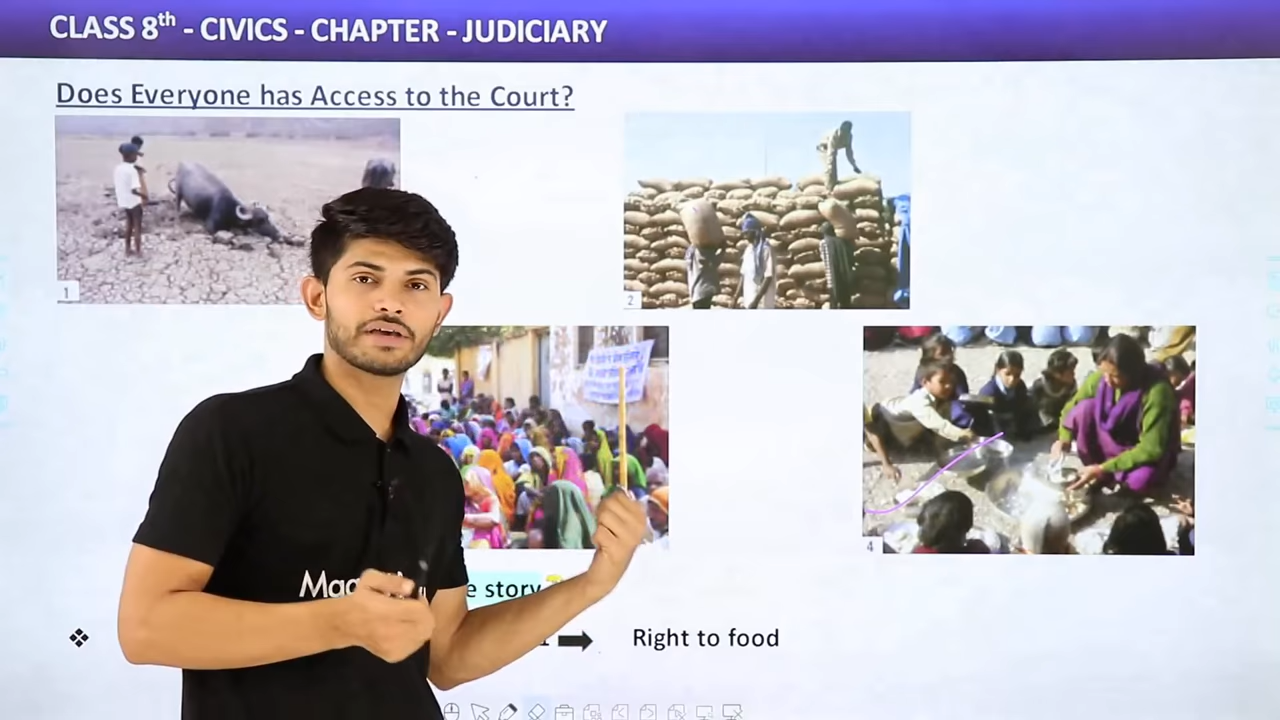 CLASS 8th - CIVICS - CHAPTER - JUDICIARY
Does Everyone has Access to the Court?
1
2
4
e story
Right to food